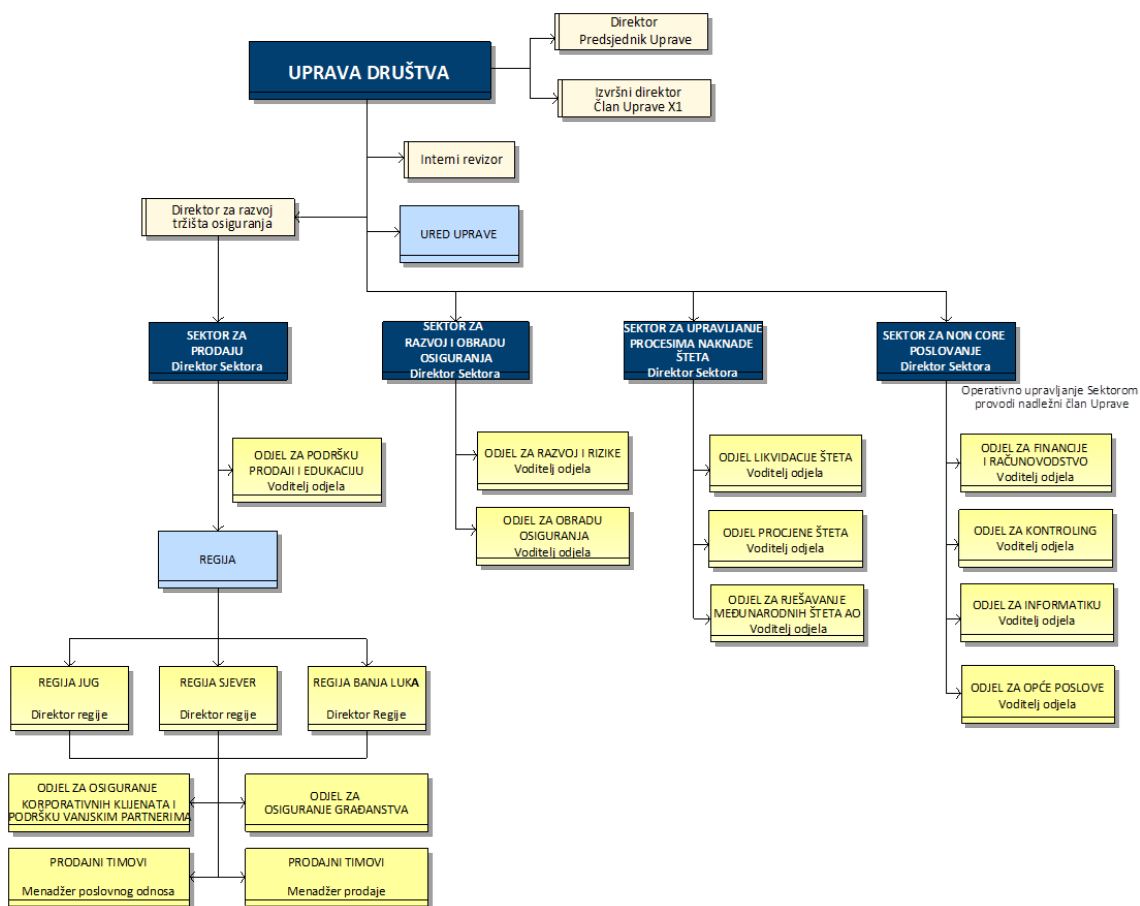 Direktor
Predsjednik Uprave
UPRAVA DRUŠTVA
Izvršni direktor
Član Uprave X1
Interni revizor
Direktor za razvoj
tržišta osiguranja
URED UPRAVE
SEKTOR ZA
PRODAJU
Direktor Sektora
SEKTOR ZA
RAZVOJ I OBRADU
OSIGURANJA
Direktor Sektora
SEKTOR ZA UPRAVLJANJE
PROCESIMA NAKNADE
ŠTETA
Direktor Sektora
SEKTOR ZA NON CORE
POSLOVANJE
Direktor Sektora
Operativno upravljanje Sektorom
provodi nadležni član Uprave
ODJEL ZA PODRŠKU
PRODAJI I EDUKACIJU
Voditelj odjela
ODJEL ZA RAZVOJ I RIZIKE
Voditelj odjela
ODJEL LIKVIDACIJE ŠTETA
Voditelj odjela
ODJEL ZA FINANCIJE
I RAČUNOVODSTVO
Voditelj odjela
ODJEL ZA OBRADU
OSIGURANJA
Voditelj odjela
ODJEL PROCJENE ŠTETA
Voditelj odjela
ODJEL ZA KONTROLING
Voditelj odjela
REGIJA
ODJEL ZA RJEŠAVANJE
MEĐUNARODNIH ŠTETA AO
Voditelj odjela
ODJEL ZA INFORMATIKU
Voditelj odjela
REGIJA JUG
Direktor regije
REGIJA SJEVER
Direktor regije
REGIJA BANJA LUKA
Direktor Regije
ODJEL ZA OPĆE POSLOVE
Voditelj odjela
ODJEL ZA OSIGURANJE
KORPORATIVNIH KLIJENATA I
PODRŠKU VANJSKIM PARTNERIMA
ODJEL ZA
OSIGURANJE GRAĐANSTVA
PRODAJNI TIMOVI
Menadžer poslovnog odnosa
PRODAJNI TIMOVI
Menadžer prodaje